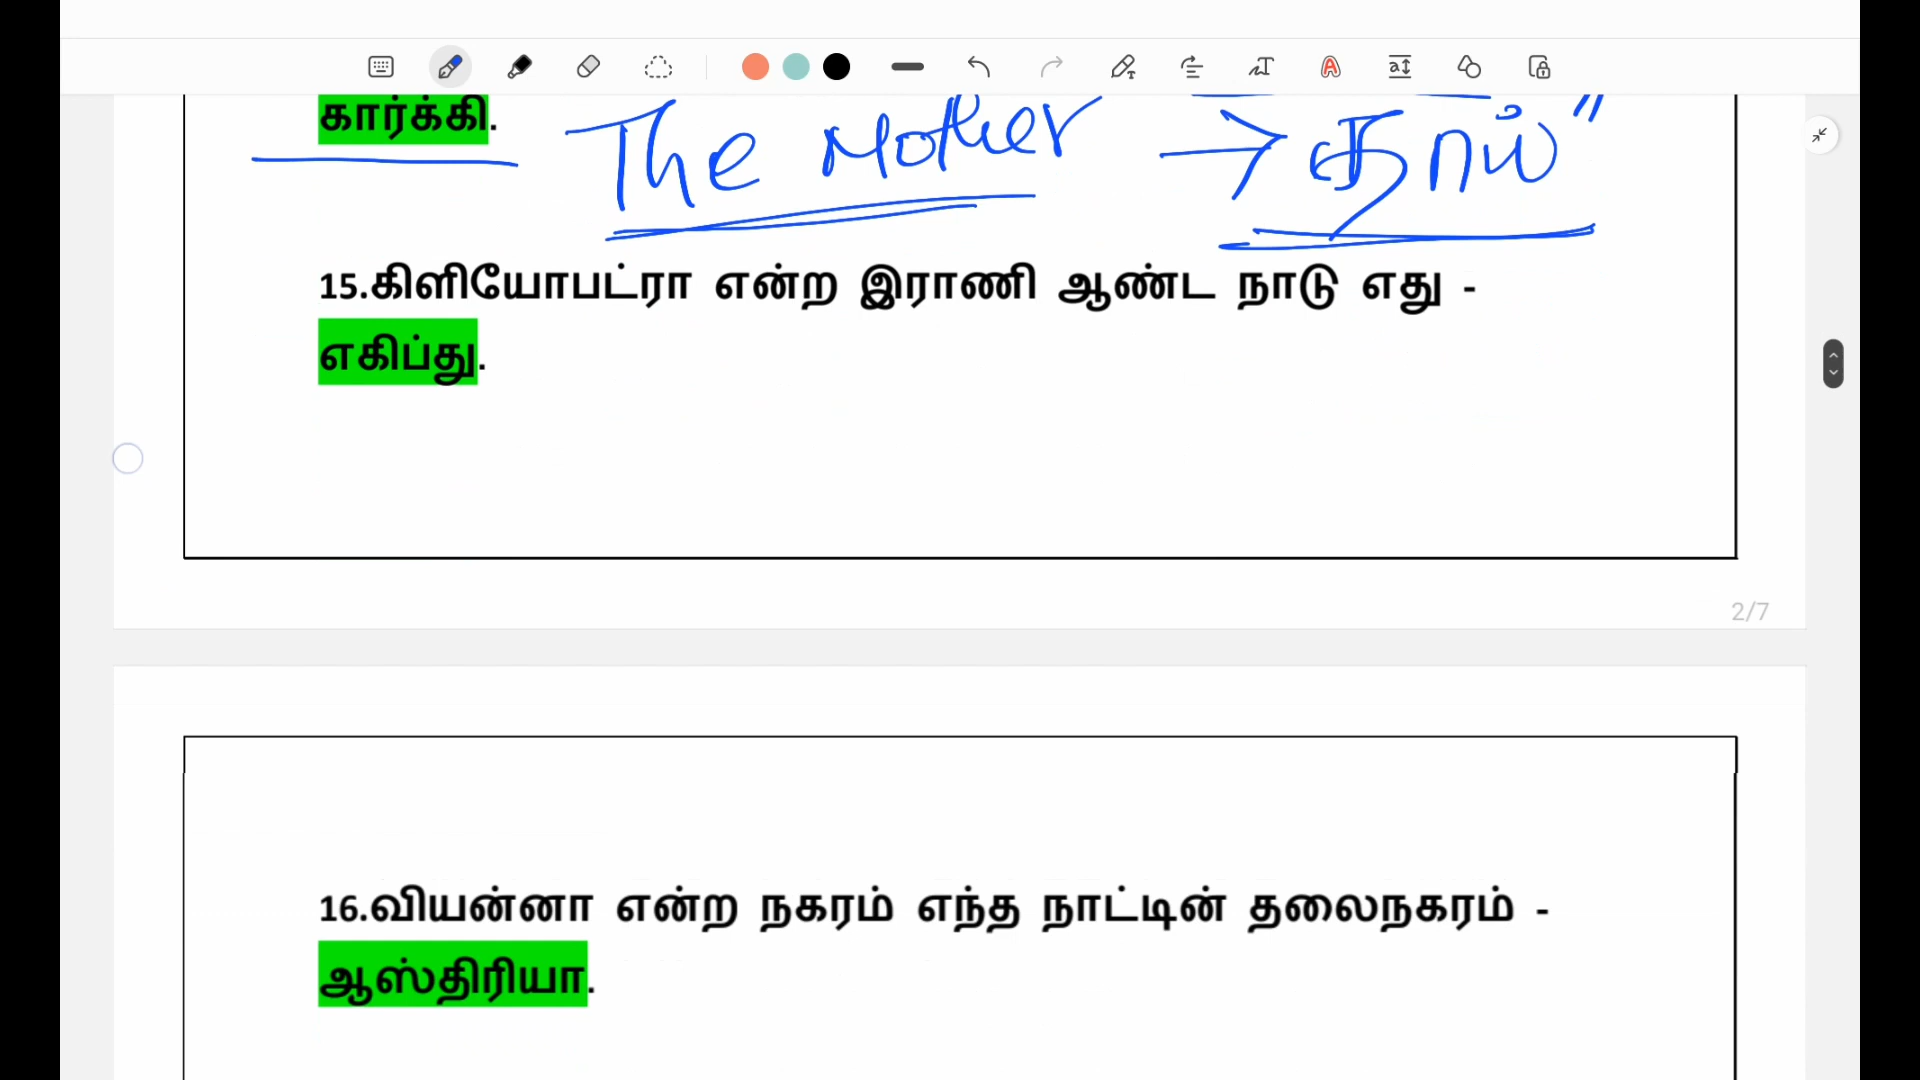 கார்க்கி. The Mother → தாய்"
15.கிளியோபட்ரா என்ற இராணி ஆண்ட நாடு எது -
எகிப்து.
2/7
16.வியன்னா என்ற நகரம் எந்த நாட்டின் தலைநகரம் -
ஆஸ்திரியா.